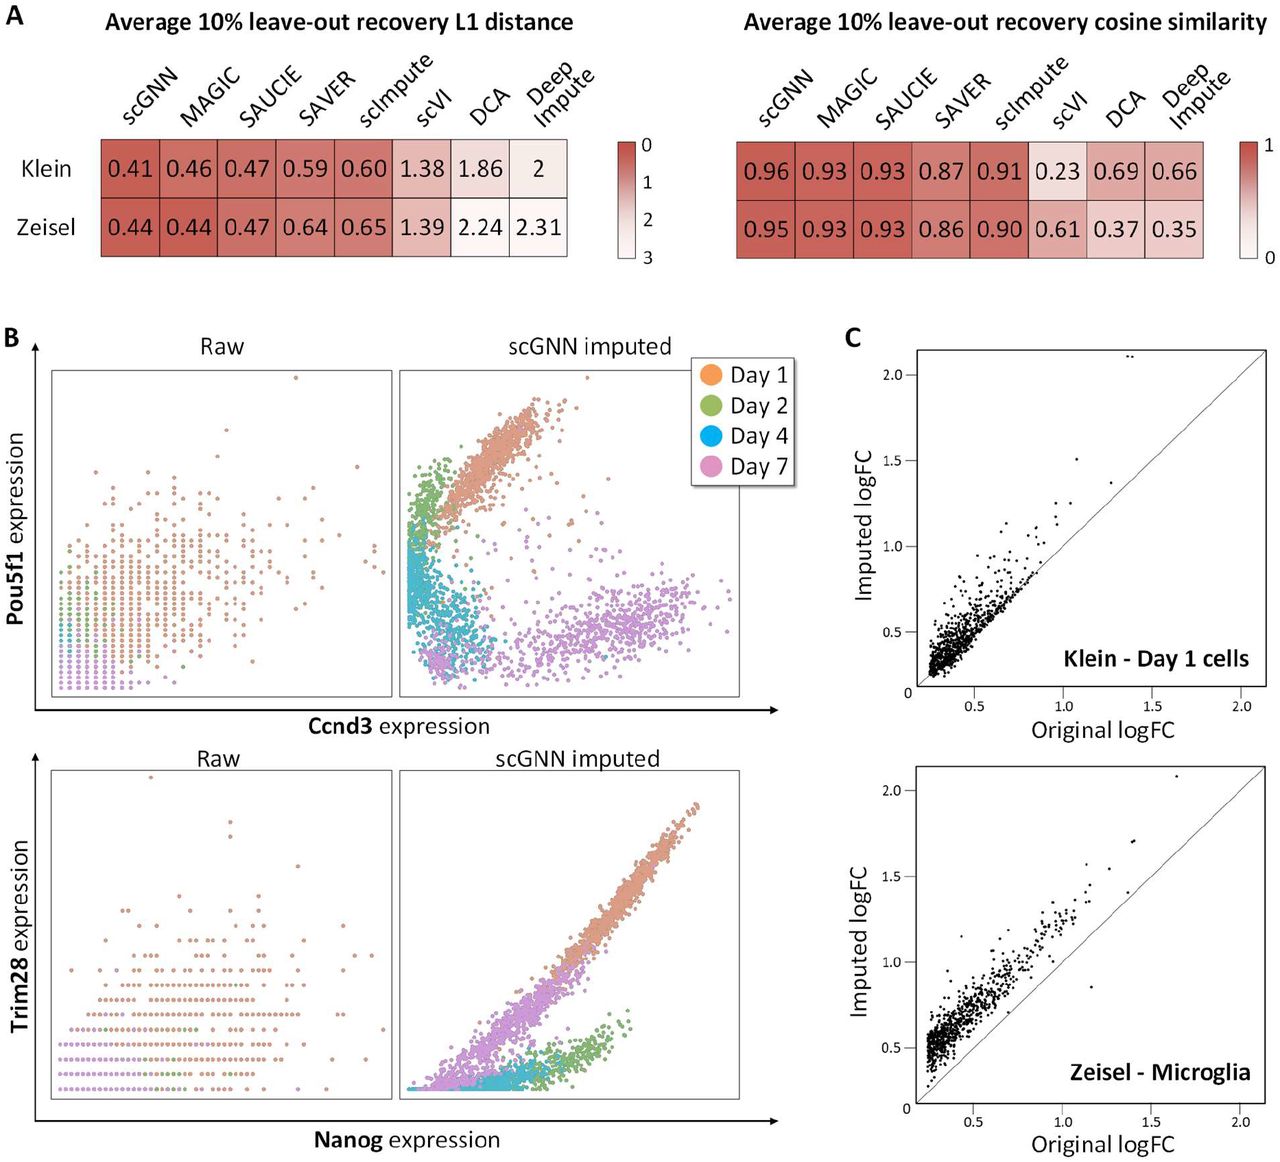 A
Average 10% leave-out recovery L1 distance
scGNN MAGIC SAUCIE SAVER scImpute scVI DCA Deep Impute
Klein 0.41 0.46 0.47 0.59 0.60 1.38 1.86 2
Zeisel 0.44 0.44 0.47 0.64 0.65 1.39 2.24 2.31
0
1
2
3
Average 10% leave-out recovery cosine similarity
scGNN MAGIC SAUCIE SAVER scImpute scVI DCA Deep Impute
0.96 0.93 0.93 0.87 0.91 0.23 0.69 0.66
0.95 0.93 0.93 0.86 0.90 0.61 0.37 0.35
1
0
B
Raw
scGNN imputed
Day 1
Day 2
Day 4
Day 7
Pou5f1 expression
Ccnd3 expression
Raw
scGNN imputed
Trim28 expression
Nanog expression
C
2.0
1.5
1.0
0.5
0
Imputed logFC
Klein - Day 1 cells
0.5 1.0 1.5 2.0
Original logFC
2.0
1.5
1.0
0.5
0
Imputed logFC
Zeisel - Microglia
0.5 1.0 1.5 2.0
Original logFC